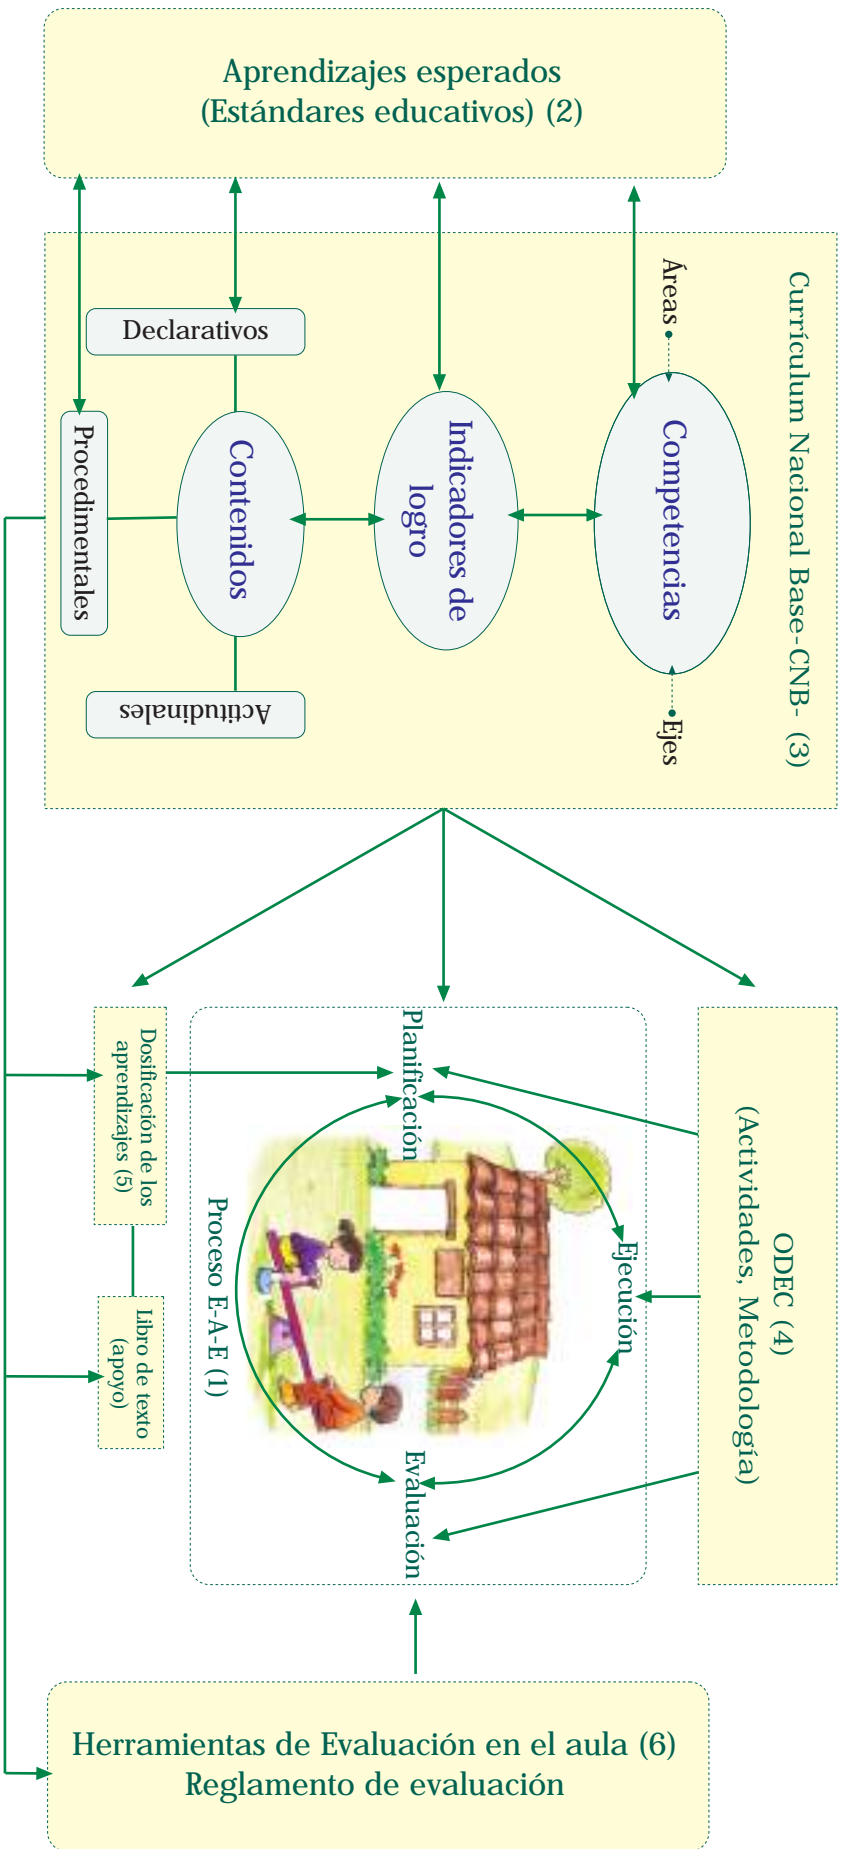 Aprendizajes esperados
(Estándares educativos) (2)
Currículum Nacional Base-CNB- (3)
Áreas
Ejes
Competencias
Indicadores de
logro
Contenidos
Declarativos
Procedimentales
Actitudinales
ODEC (4)
(Actividades, Metodología)
Planificación
Ejecución
Evaluación
Proceso E-A-E (1)
Dosificación de los
aprendizajes (5)
Libro de texto
(apoyo)
Herramientas de Evaluación en el aula (6)
Reglamento de evaluación